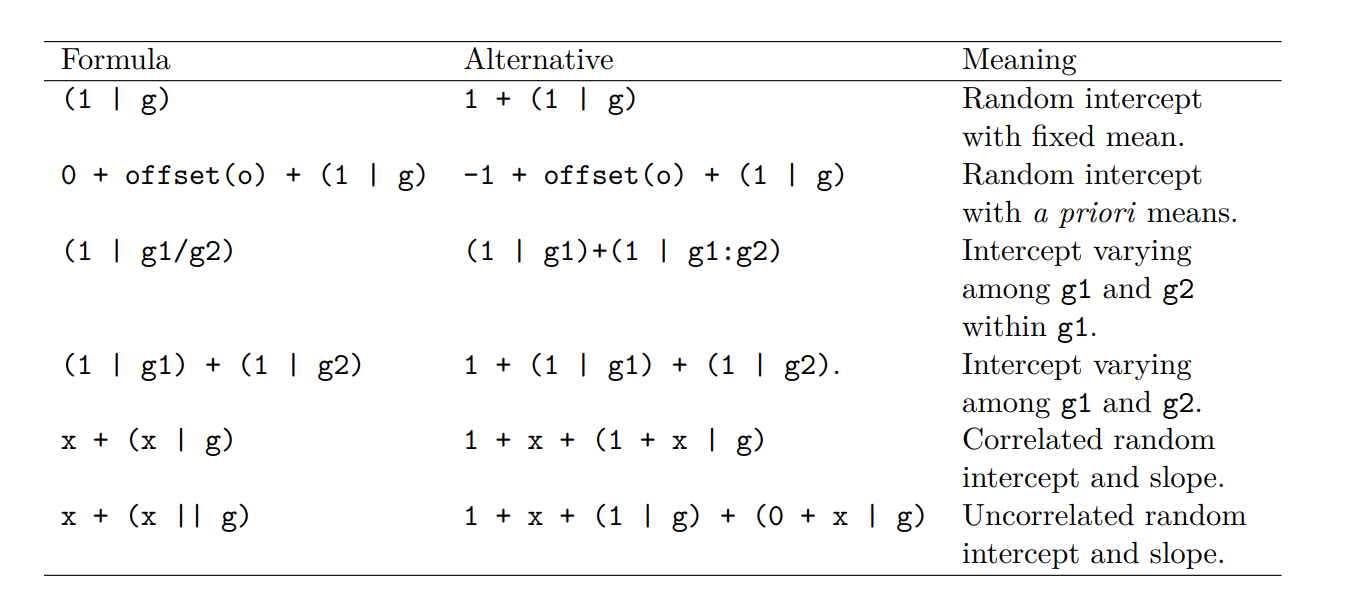 Formula Alternative Meaning
(1 | g) 1 + (1 | g) Random intercept
with fixed mean.
0 + offset(o) + (1 | g) -1 + offset(o) + (1 | g) Random intercept
with a priori means.
(1 | g1/g2) (1 | g1)+(1 | g1:g2) Intercept varying
among g1 and g2
within g1.
(1 | g1) + (1 | g2) 1 + (1 | g1) + (1 | g2). Intercept varying
among g1 and g2.
x + (x | g) 1 + x + (1 + x | g) Correlated random
intercept and slope.
x + (x || g) 1 + x + (1 | g) + (0 + x | g) Uncorrelated random
intercept and slope.